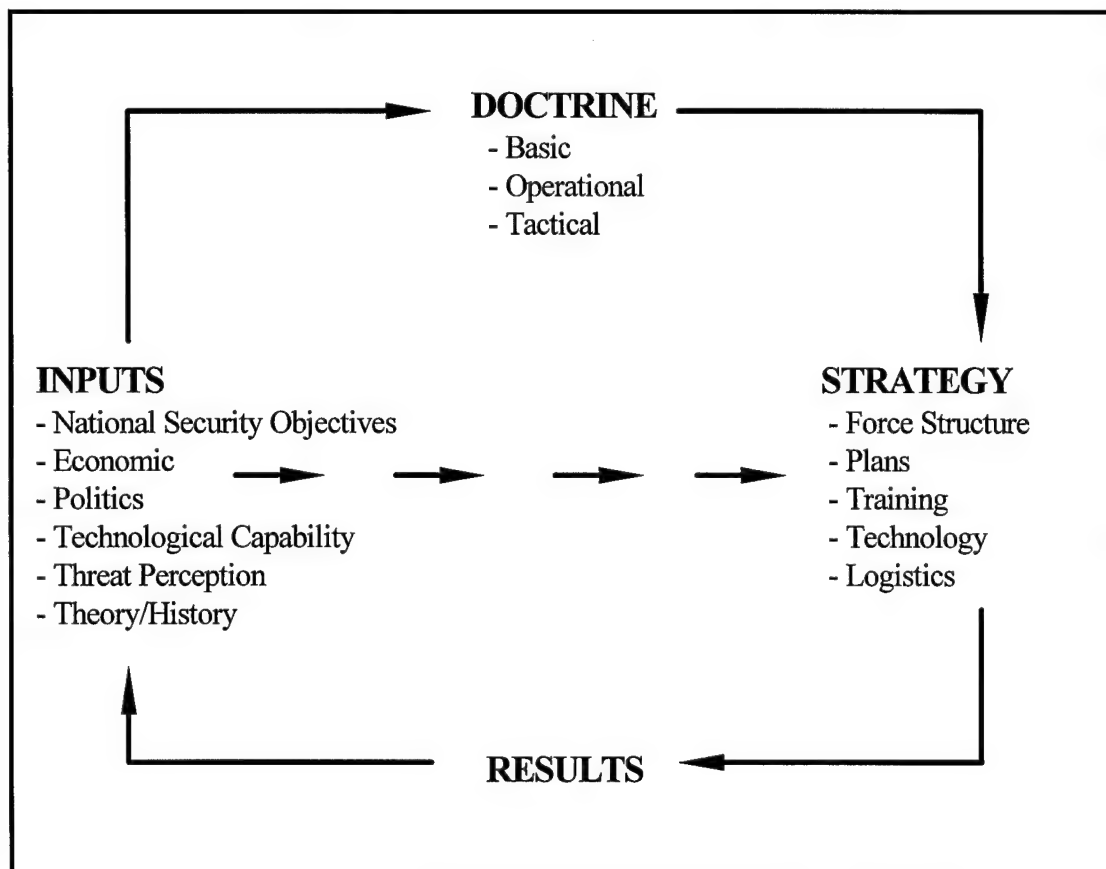 DOCTRINE
- Basic
- Operational
- Tactical
INPUTS
- National Security Objectives
- Economic
- Politics
- Technological Capability
- Threat Perception
- Theory/History
STRATEGY
- Force Structure
- Plans
- Training
- Technology
- Logistics
RESULTS